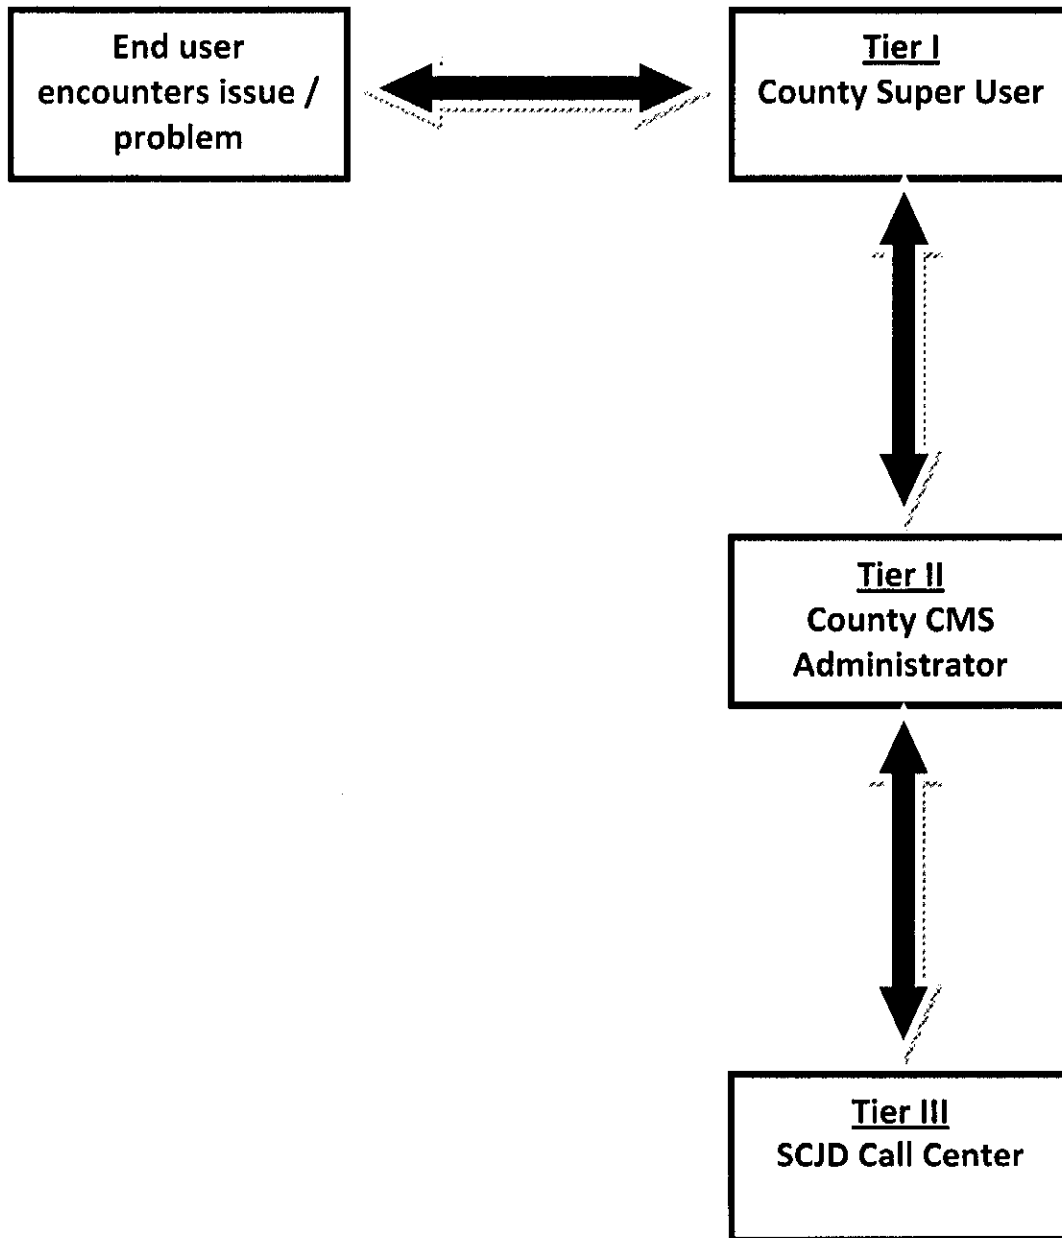 End user
encounters issue /
problem
Tier I
County Super User
Tier II
County CMS
Administrator
Tier III
SCJD Call Center